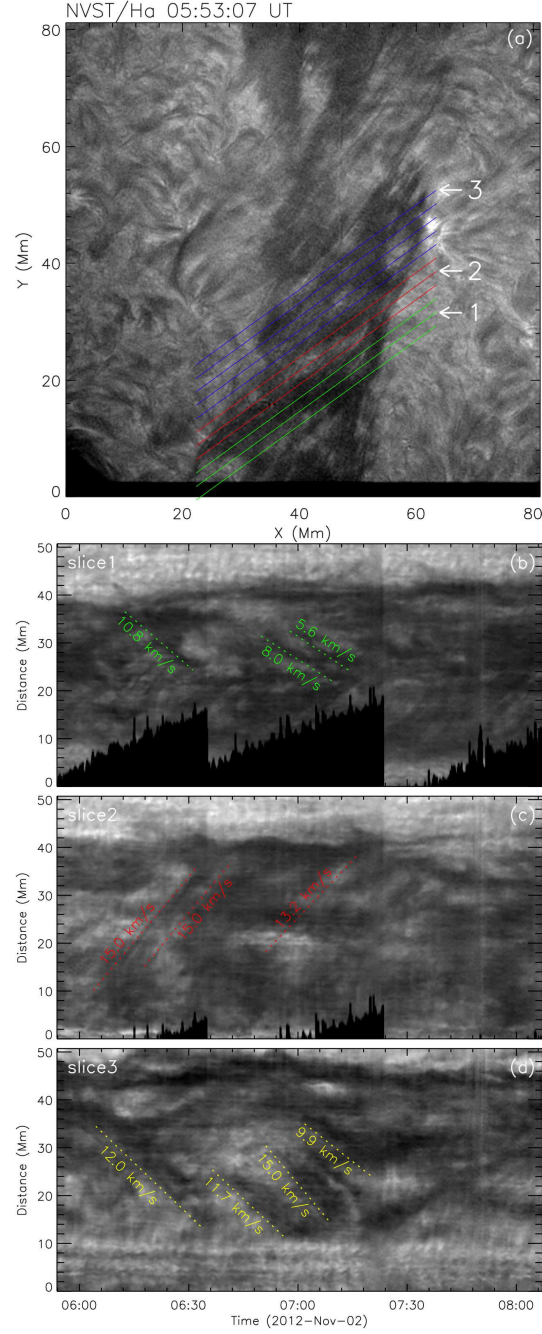 NVST/Ha 05:53:07 UT
(a)
80
60
40
20
0
Y (Mm)
3
2
1
0 20 40 60 80
X (Mm)
slice1
(b)
50
40
30
20
10
0
Distance (Mm)
10.8 km/s
5.6 km/s
8.0 km/s
slice2
(c)
50
40
30
20
10
0
Distance (Mm)
15.0 km/s
slice3
(d)
50
40
30
20
10
0
Distance (Mm)
12.0 km/s
11.7 km/s
15.0 km/s
9.9 km/s
06:00 06:30 07:00 07:30 08:00
Time (2012-Nov-02)